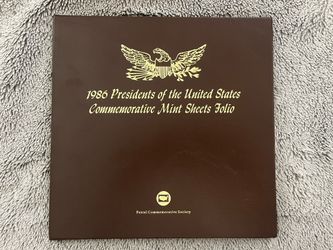 1986 Presidents of the United States
Commemorative Mint Sheets Folio
Postal Commemorative Society